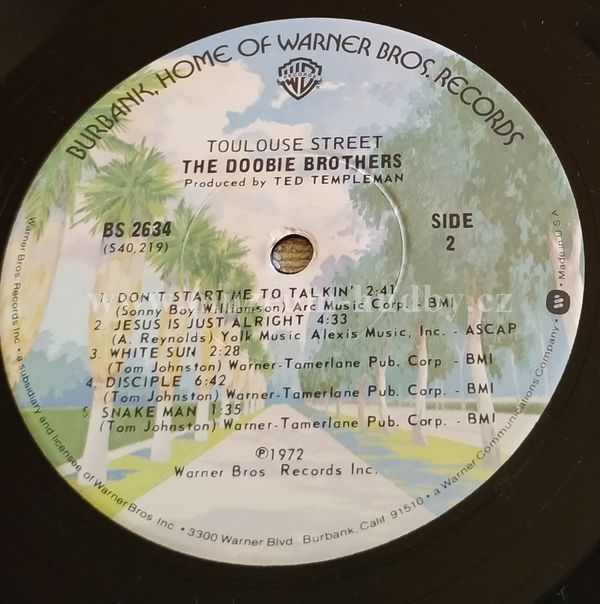 BURBANK, HOME OF WARNER BROS. RECORDS
WB
RECORDS
TOULOUSE STREET
THE DOOBIE BROTHERS
Produced by TED TEMPLEMAN
BS 2634
(S40,219)
SIDE
2
1. DON'T START ME TO TALKIN' 2:41
(Sonny Boy Williamson) Arc Music Corp. - BMI
2. JESUS IS JUST ALRIGHT 4:33
(A. Reynolds) Yolk Music Alexis Music, Inc. - ASCAP
3. WHITE SUN 2:28
(Tom Johnston) Warner-Tamerlane Pub. Corp. - BMI
4. DISCIPLE 6:42
(Tom Johnston) Warner-Tamerlane Pub. Corp. - BMI
5 SNAKE MAN 1:35
(Tom Johnston) Warner-Tamerlane Pub. Corp. - BMI
℗1972
Warner Bros. Records Inc.
Warner Bros. Records Inc. • a subsidiary and licensee of Warner Bros. Inc. • 3300 Warner Blvd., Burbank, Calif. 91510 • a Warner Communications Company • Made in U S A